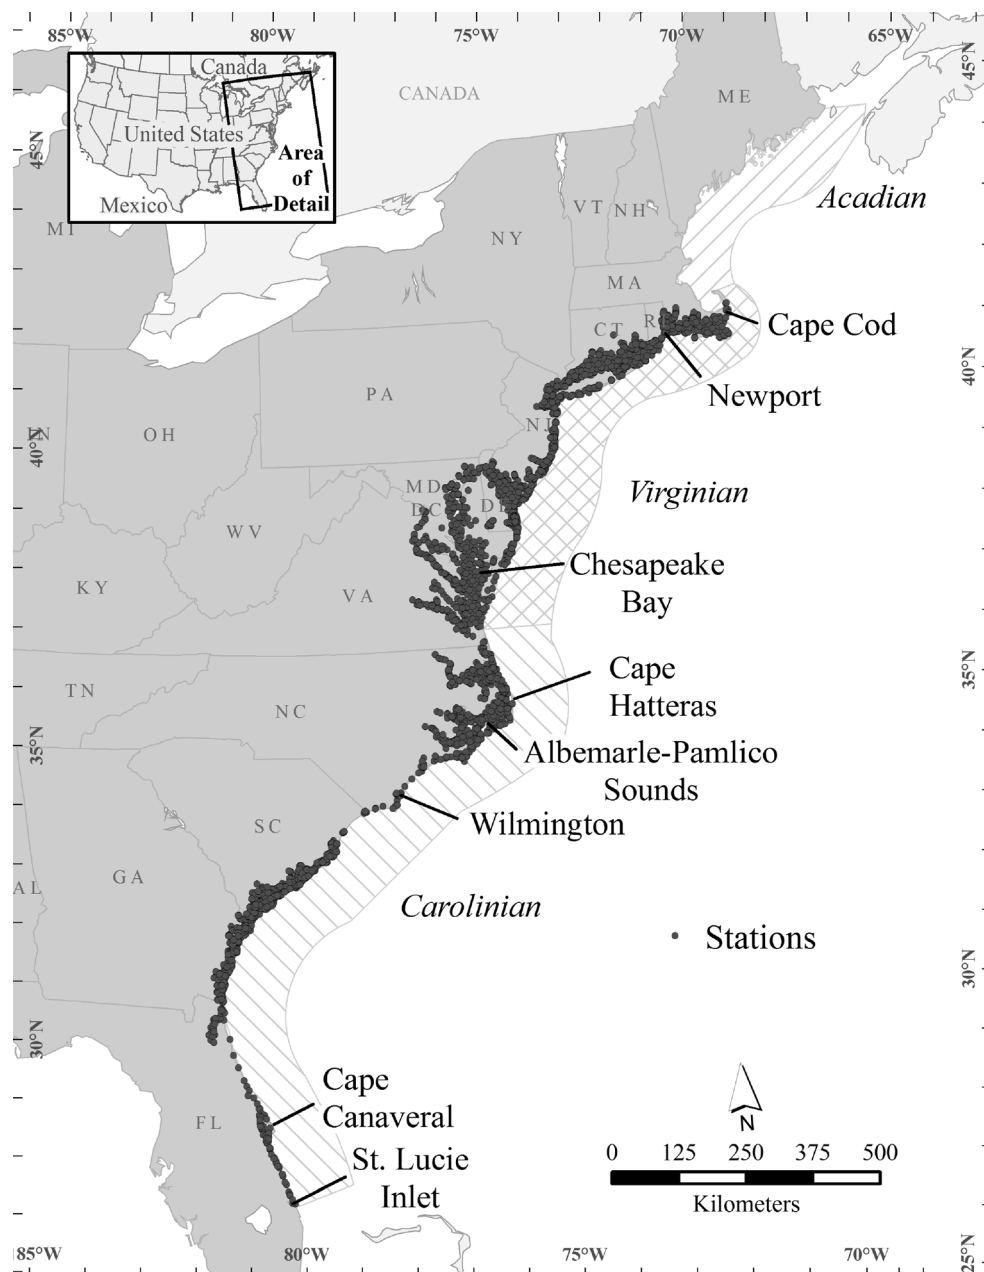 85°W
80°W
75°W
70°W
65°W
45°N
Canada
United States
Mexico
Area
of
Detail
CANADA
ME
45°N
Acadian
MI
VT
NH
NY
MA
Cape Cod
CT
R
40°N
Newport
PA
NJ
OH
IN
40°N
Virginian
MD
DC
D
WV
Chesapeake
Bay
KY
VA
Cape
Hatteras
35°N
TN
NC
Albemarle-Pamlico
Sounds
35°N
Wilmington
SC
GA
AL
Carolinian
Stations
30°N
30°N
Cape
Canaveral
FL
N
St. Lucie
Inlet
0 125 250 375 500
Kilometers
85°W
80°W
75°W
70°W
25°N